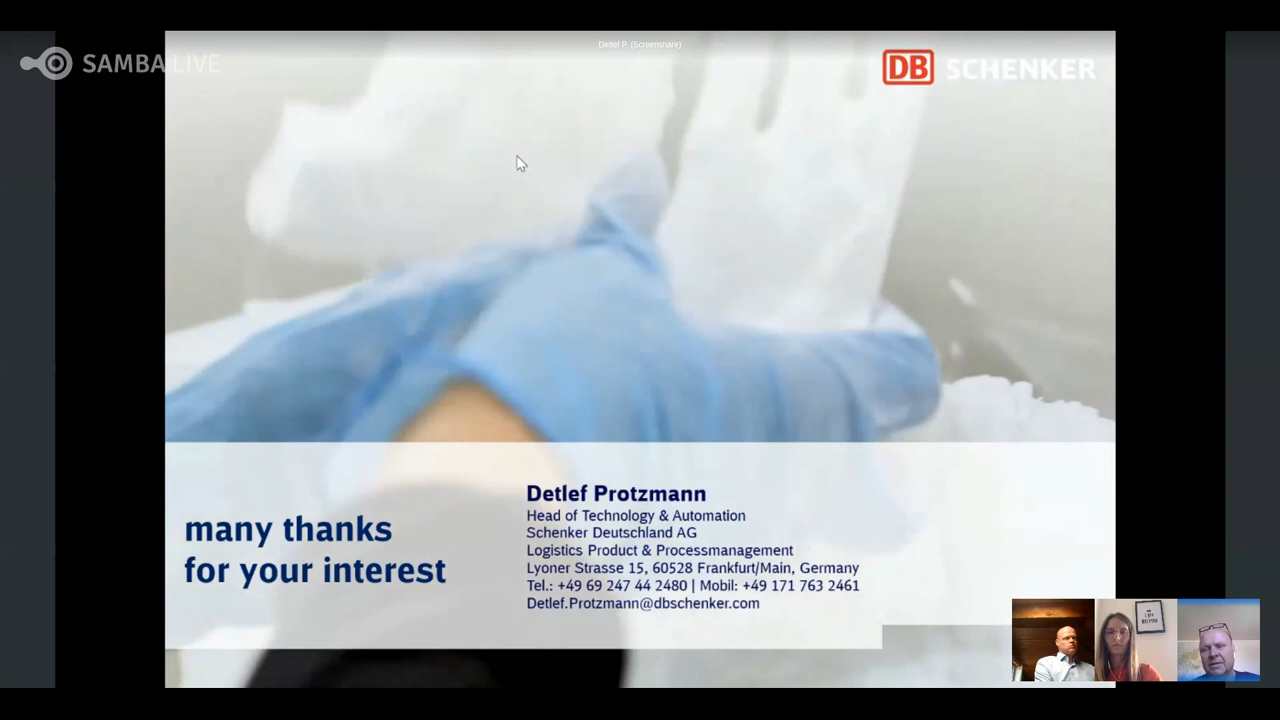 Detlef P. (Screenshare)
SAMBA LIVE
DB SCHENKER
many thanks
for your interest
Detlef Protzmann
Head of Technology & Automation
Schenker Deutschland AG
Logistics Product & Processmanagement
Lyoner Strasse 15, 60528 Frankfurt/Main, Germany
Tel.: +49 69 247 44 2480 | Mobil: +49 171 763 2461
Detlef.Protzmann@dbschenker.com